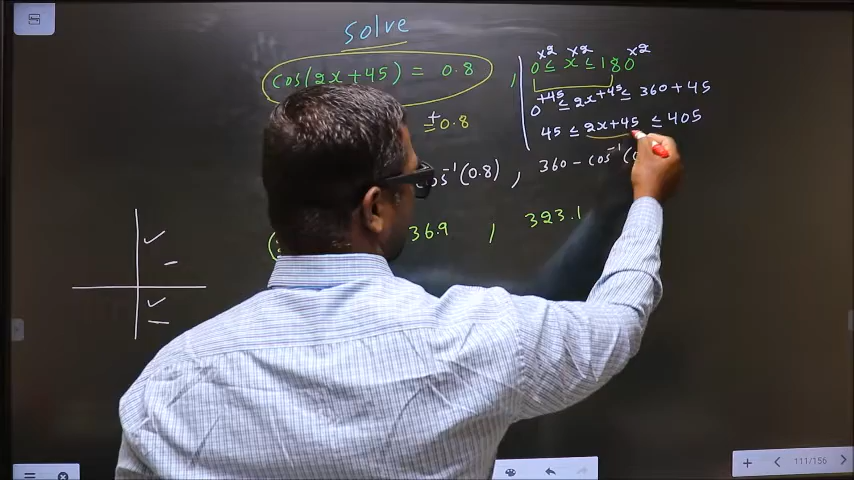 solve
cos(2x+45) = 0.8 , 0 ≤ x ≤ 180
x2 x2 x2
0+45 ≤ 2x+45 ≤ 360+45
+
= 0.8
45 ≤ 2x+45 ≤ 405
cos⁻¹(0.8) , 360 - cos⁻¹(0
36.9 , 323.1
111/156